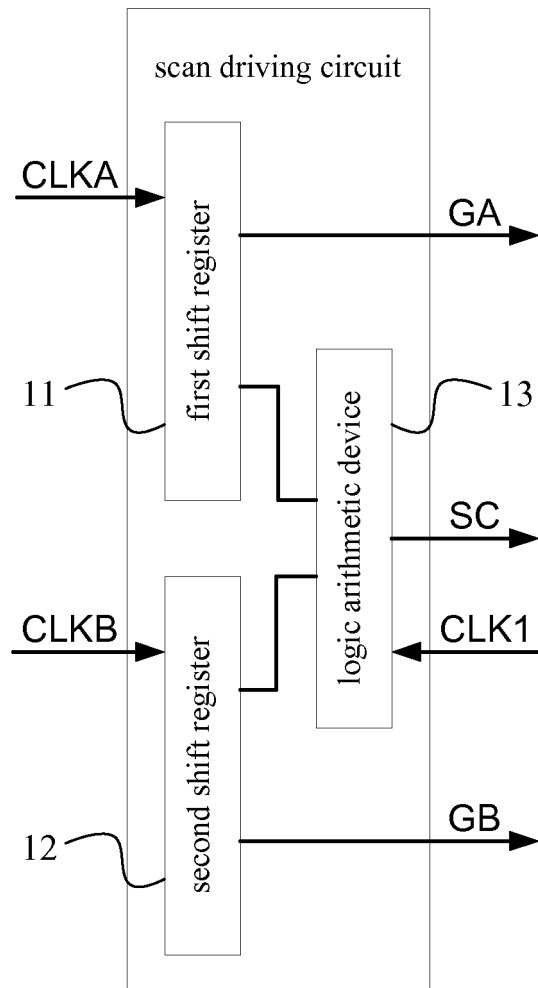 scan driving circuit
CLKA
GA
first shift register
11
13
logic arithmetic device
SC
CLKB
CLK1
second shift register
12
GB